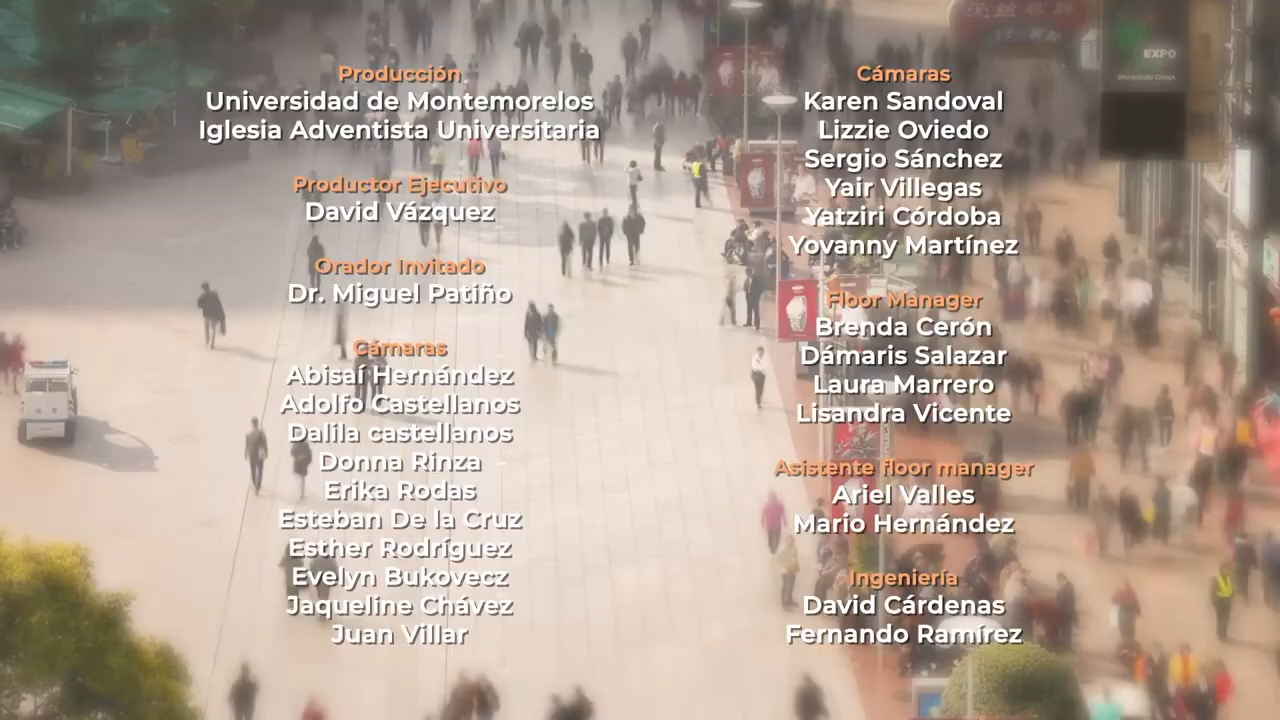 Producción
Universidad de Montemorelos
Iglesia Adventista Universitaria
Productor Ejecutivo
David Vázquez
Orador Invitado
Dr. Miguel Patiño
Cámaras
Abisaí Hernández
Adolfo Castellanos
Dalila castellanos
Donna Rinza
Erika Rodas
Esteban De la Cruz
Esther Rodríguez
Evelyn Bukovecz
Jaqueline Chávez
Juan Villar
Cámaras
Karen Sandoval
Lizzie Oviedo
Sergio Sánchez
Yair Villegas
Yatziri Córdoba
Yovanny Martínez
Floor Manager
Brenda Cerón
Dámaris Salazar
Laura Marrero
Lisandra Vicente
Asistente floor manager
Ariel Valles
Mario Hernández
Ingeniería
David Cárdenas
Fernando Ramírez
EXPO
SHANGHAI CHINA